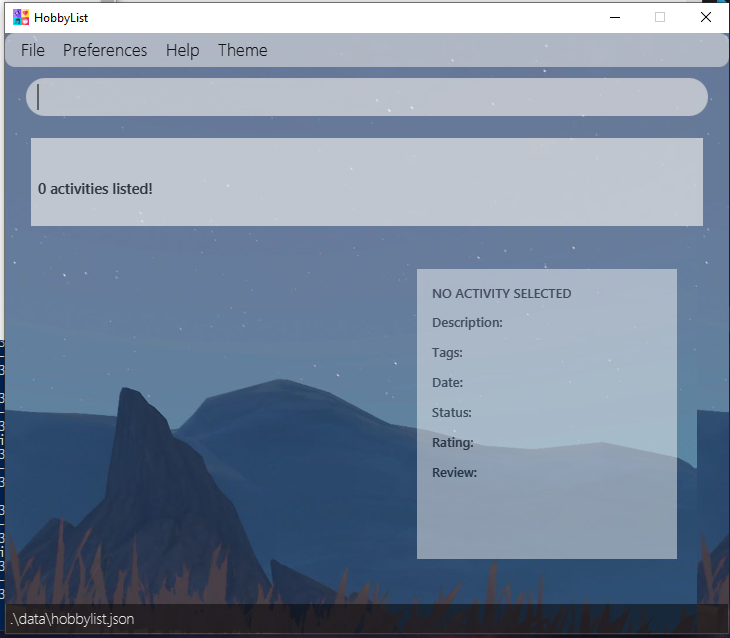 HobbyList
File Preferences Help Theme
0 activities listed!
NO ACTIVITY SELECTED
Description:
Tags:
Date:
Status:
Rating:
Review:
.\data\hobbylist.json